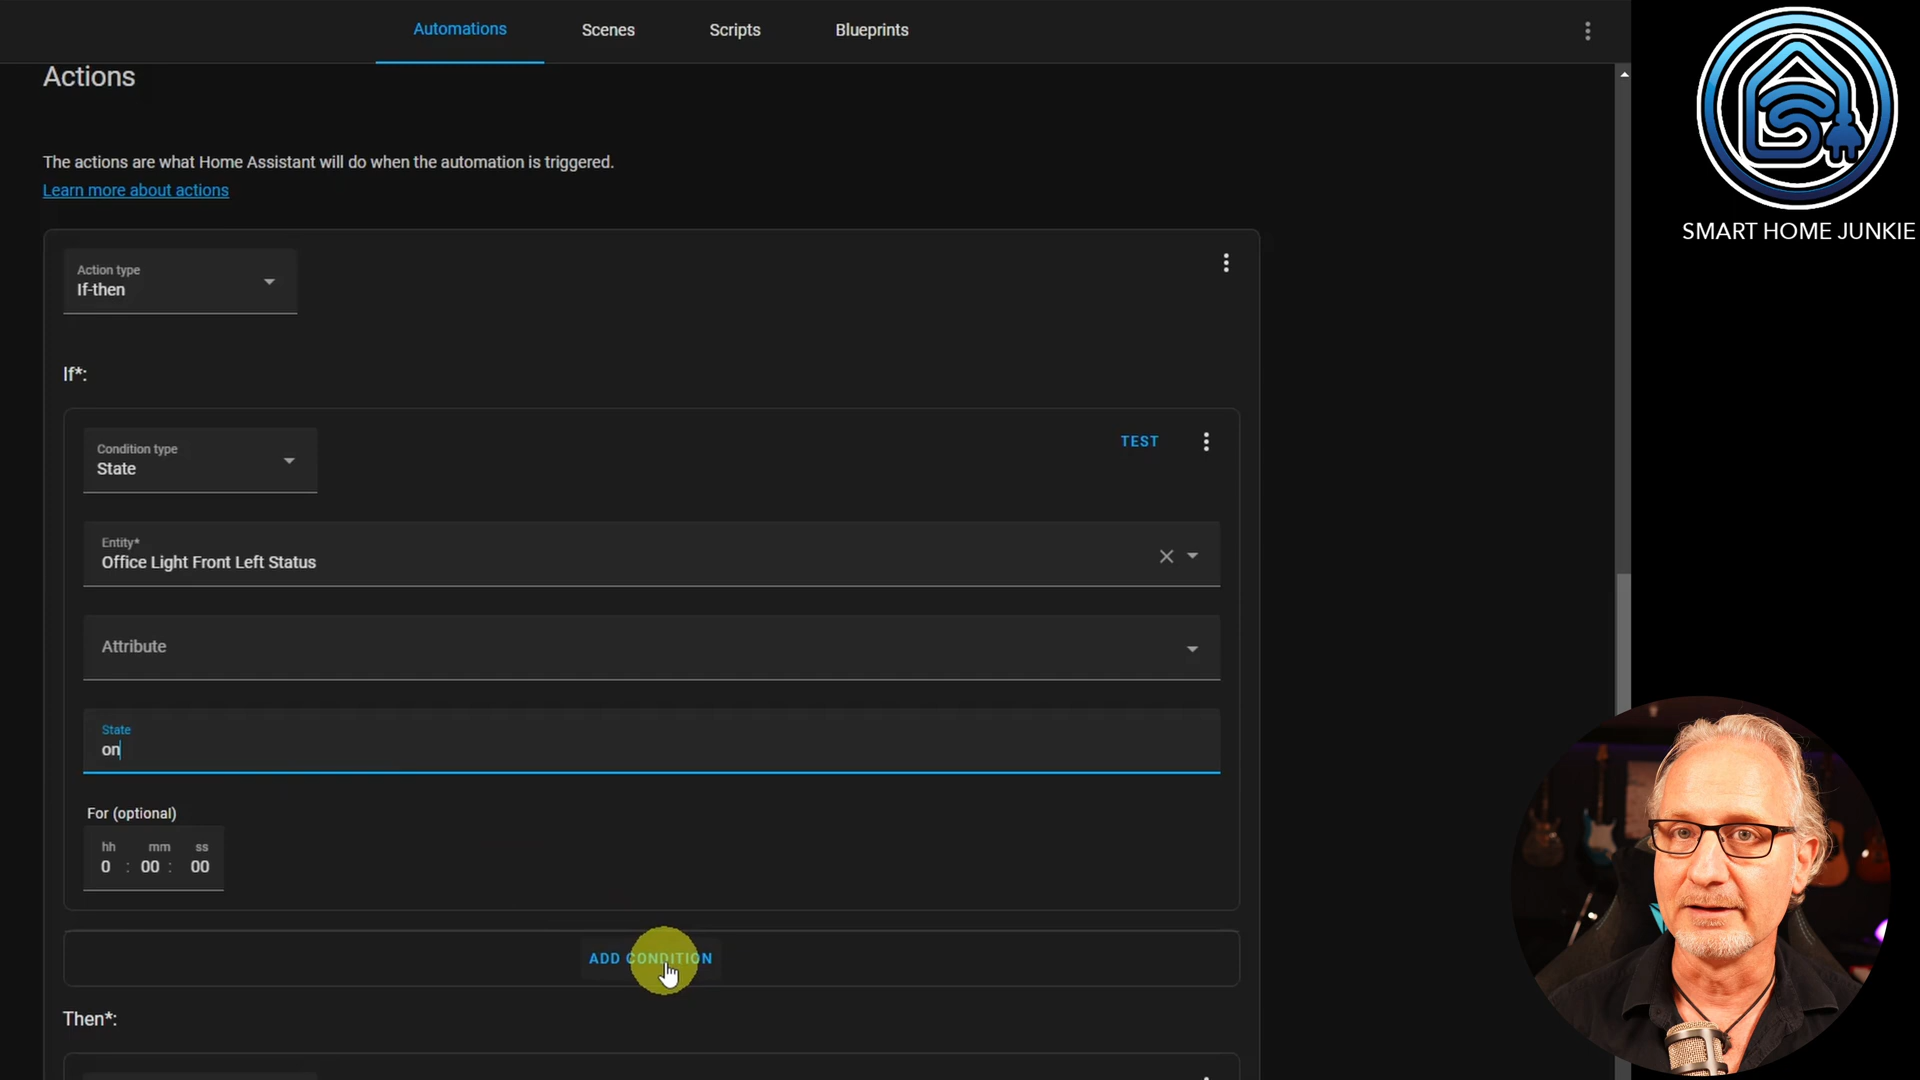 Automations
Scenes
Scripts
Blueprints
Actions
The actions are what Home Assistant will do when the automation is triggered.
Learn more about actions
Action type
If-then
If*:
Condition type
State
TEST
Entity*
Office Light Front Left Status
Attribute
State
on
For (optional)
hh mm ss
0 : 00 : 00
ADD CONDITION
Then*:
SMART HOME JUNKIE